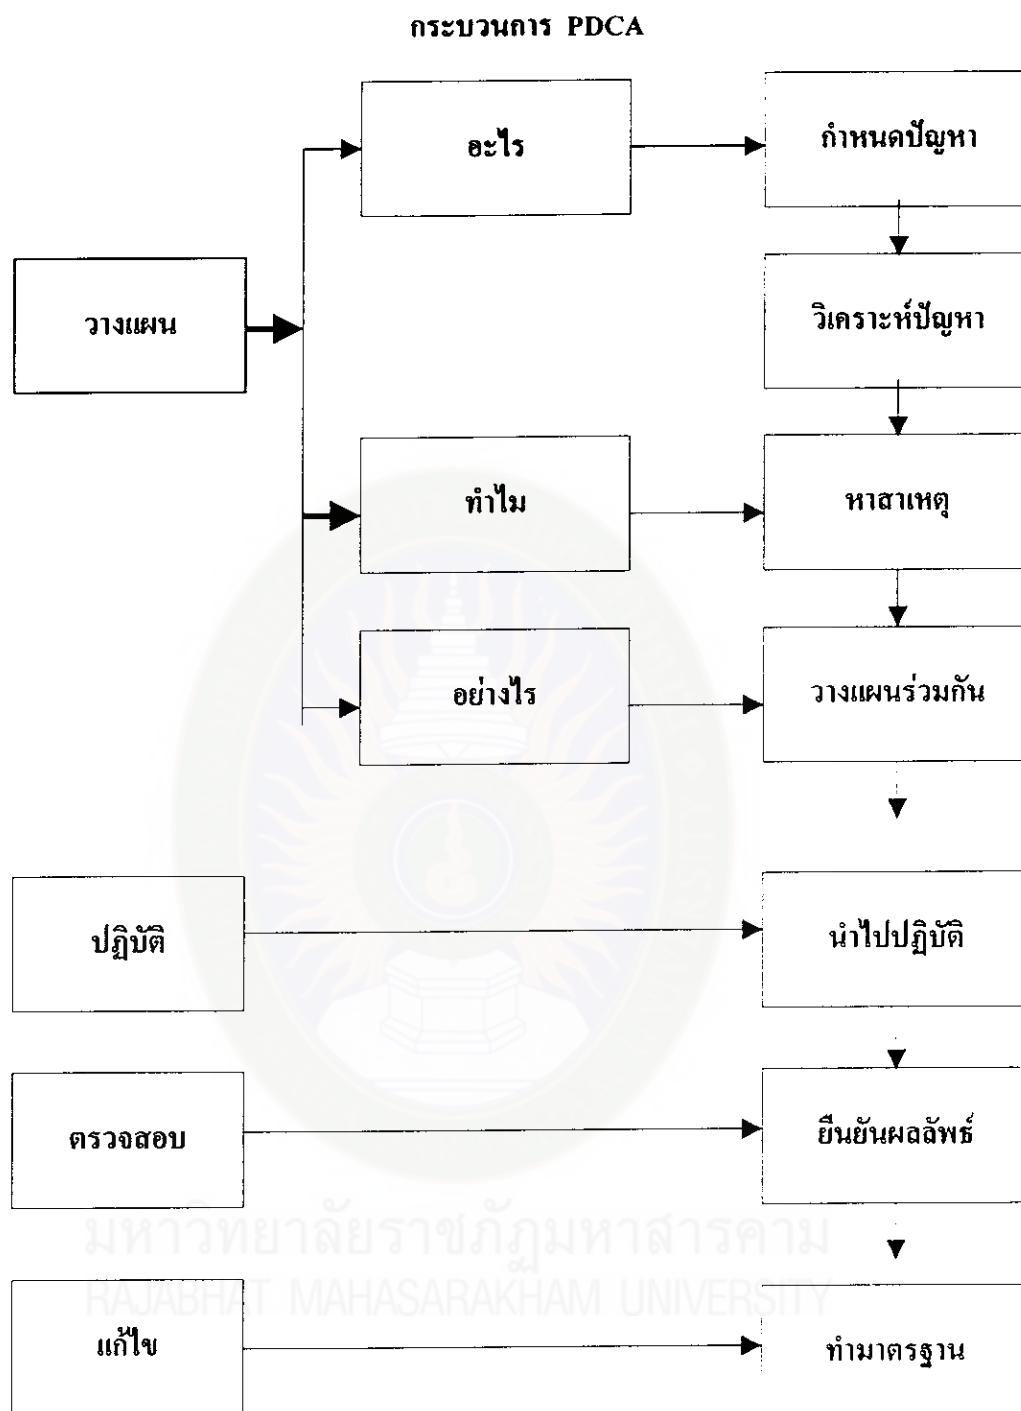 กระบวนการ PDCA
อะไร
กำหนดปัญหา
วางแผน
วิเคราะห์ปัญหา
ทำไม
หาสาเหตุ
อย่างไร
วางแผนร่วมกัน
ปฏิบัติ
นำไปปฏิบัติ
ตรวจสอบ
ยืนยันผลลัพธ์
มหาวิทยาลัยราชภัฏมหาสารคาม
RAJABHAT MAHASARAKHAM UNIVERSITY
แก้ไข
ทำมาตรฐาน